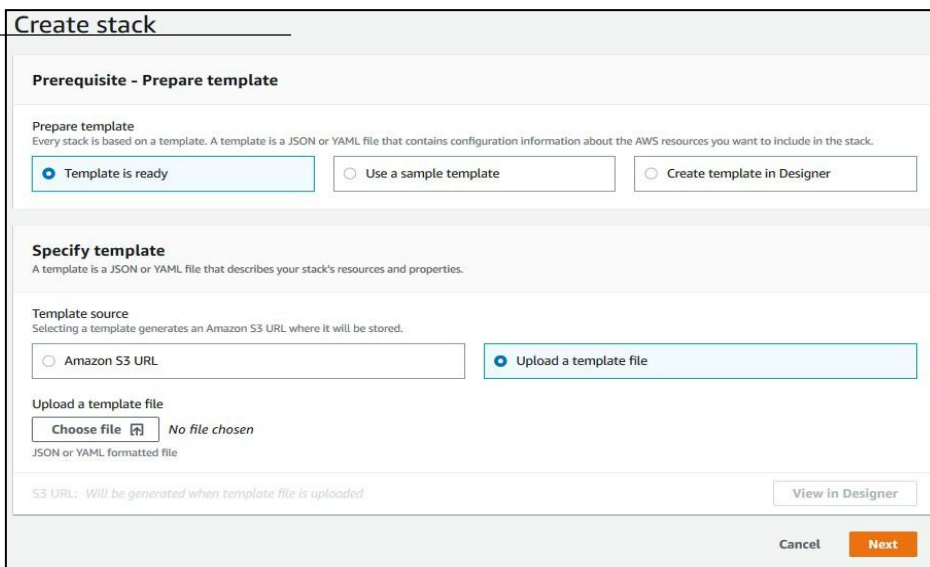 Create stack
Prerequisite - Prepare template
Prepare template
Every stack is based on a template. A template is a JSON or YAML file that contains configuration information about the AWS resources you want to include in the stack.
Template is ready
Use a sample template
Create template in Designer
Specify template
A template is a JSON or YAML file that describes your stack's resources and properties.
Template source
Selecting a template generates an Amazon S3 URL where it will be stored.
Amazon S3 URL
Upload a template file
Upload a template file
Choose file
No file chosen
JSON or YAML formatted file
S3 URL: Will be generated when template file is uploaded
View in Designer
Cancel
Next